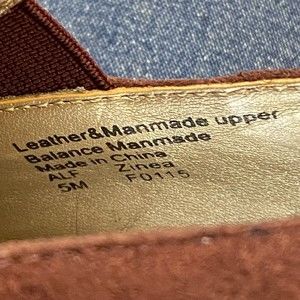 Leather&Manmade upper
Balance Manmade
Made in China
ALF Zinea
5M F0115